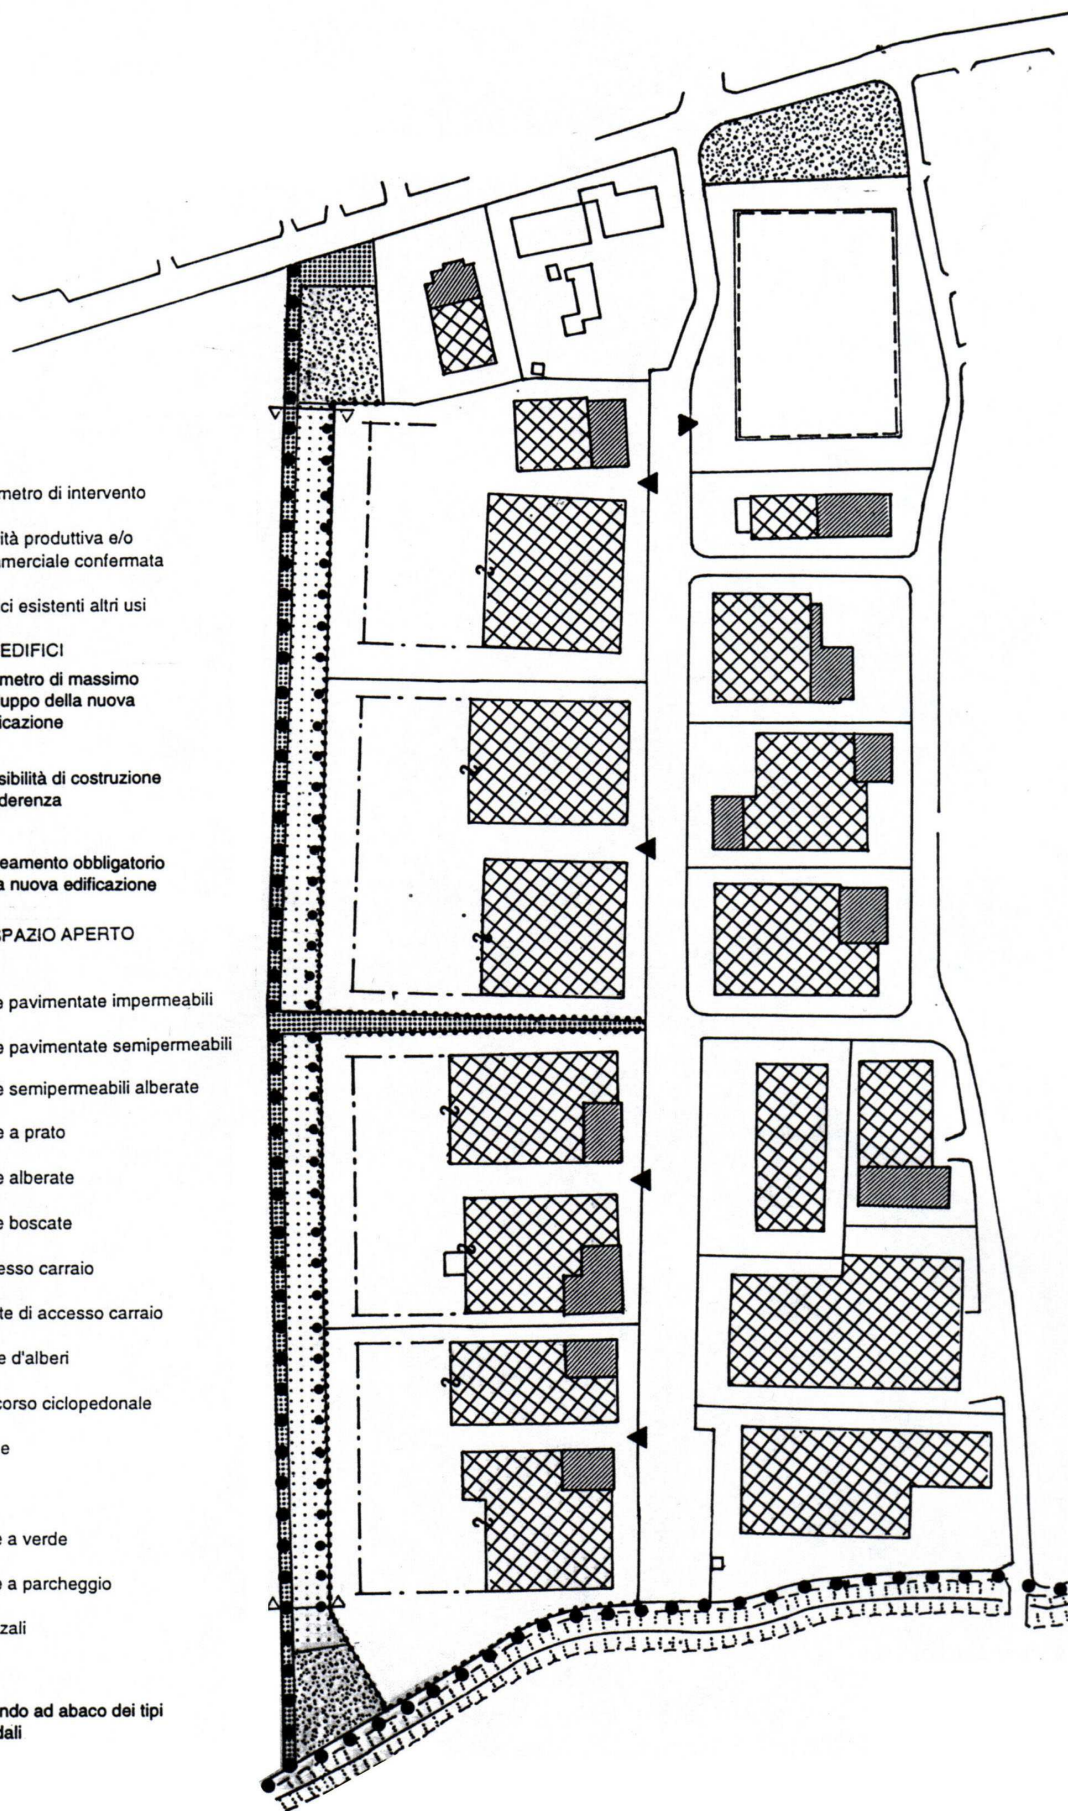 metro di intervento
ità produttiva e/o
merciale confermata
ci esistenti altri usi
EDIFICI
metro di massimo
uppo della nuova
icazione
sibilità di costruzione
derenza
eamento obbligatorio
a nuova edificazione
PAZIO APERTO
e pavimentate impermeabili
e pavimentate semipermeabili
e semipermeabili alberate
e a prato
e alberate
e boscate
esso carraio
te di accesso carraio
e d'alberi
corso ciclopedonale
e
e a verde
e a parcheggio
zali
ndo ad abaco dei tipi
dali